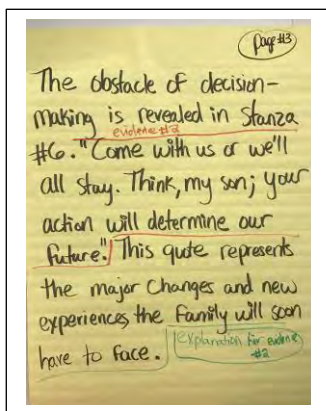 page #3
The obstacle of decision-
making is revealed in Stanza
evidence #2
#6. "Come with us or we'll
all stay. Think, my son; your
action will determine our
future." This quote represents
the major changes and new
experiences the family will soon
have to face.
explanation for evidence
#2